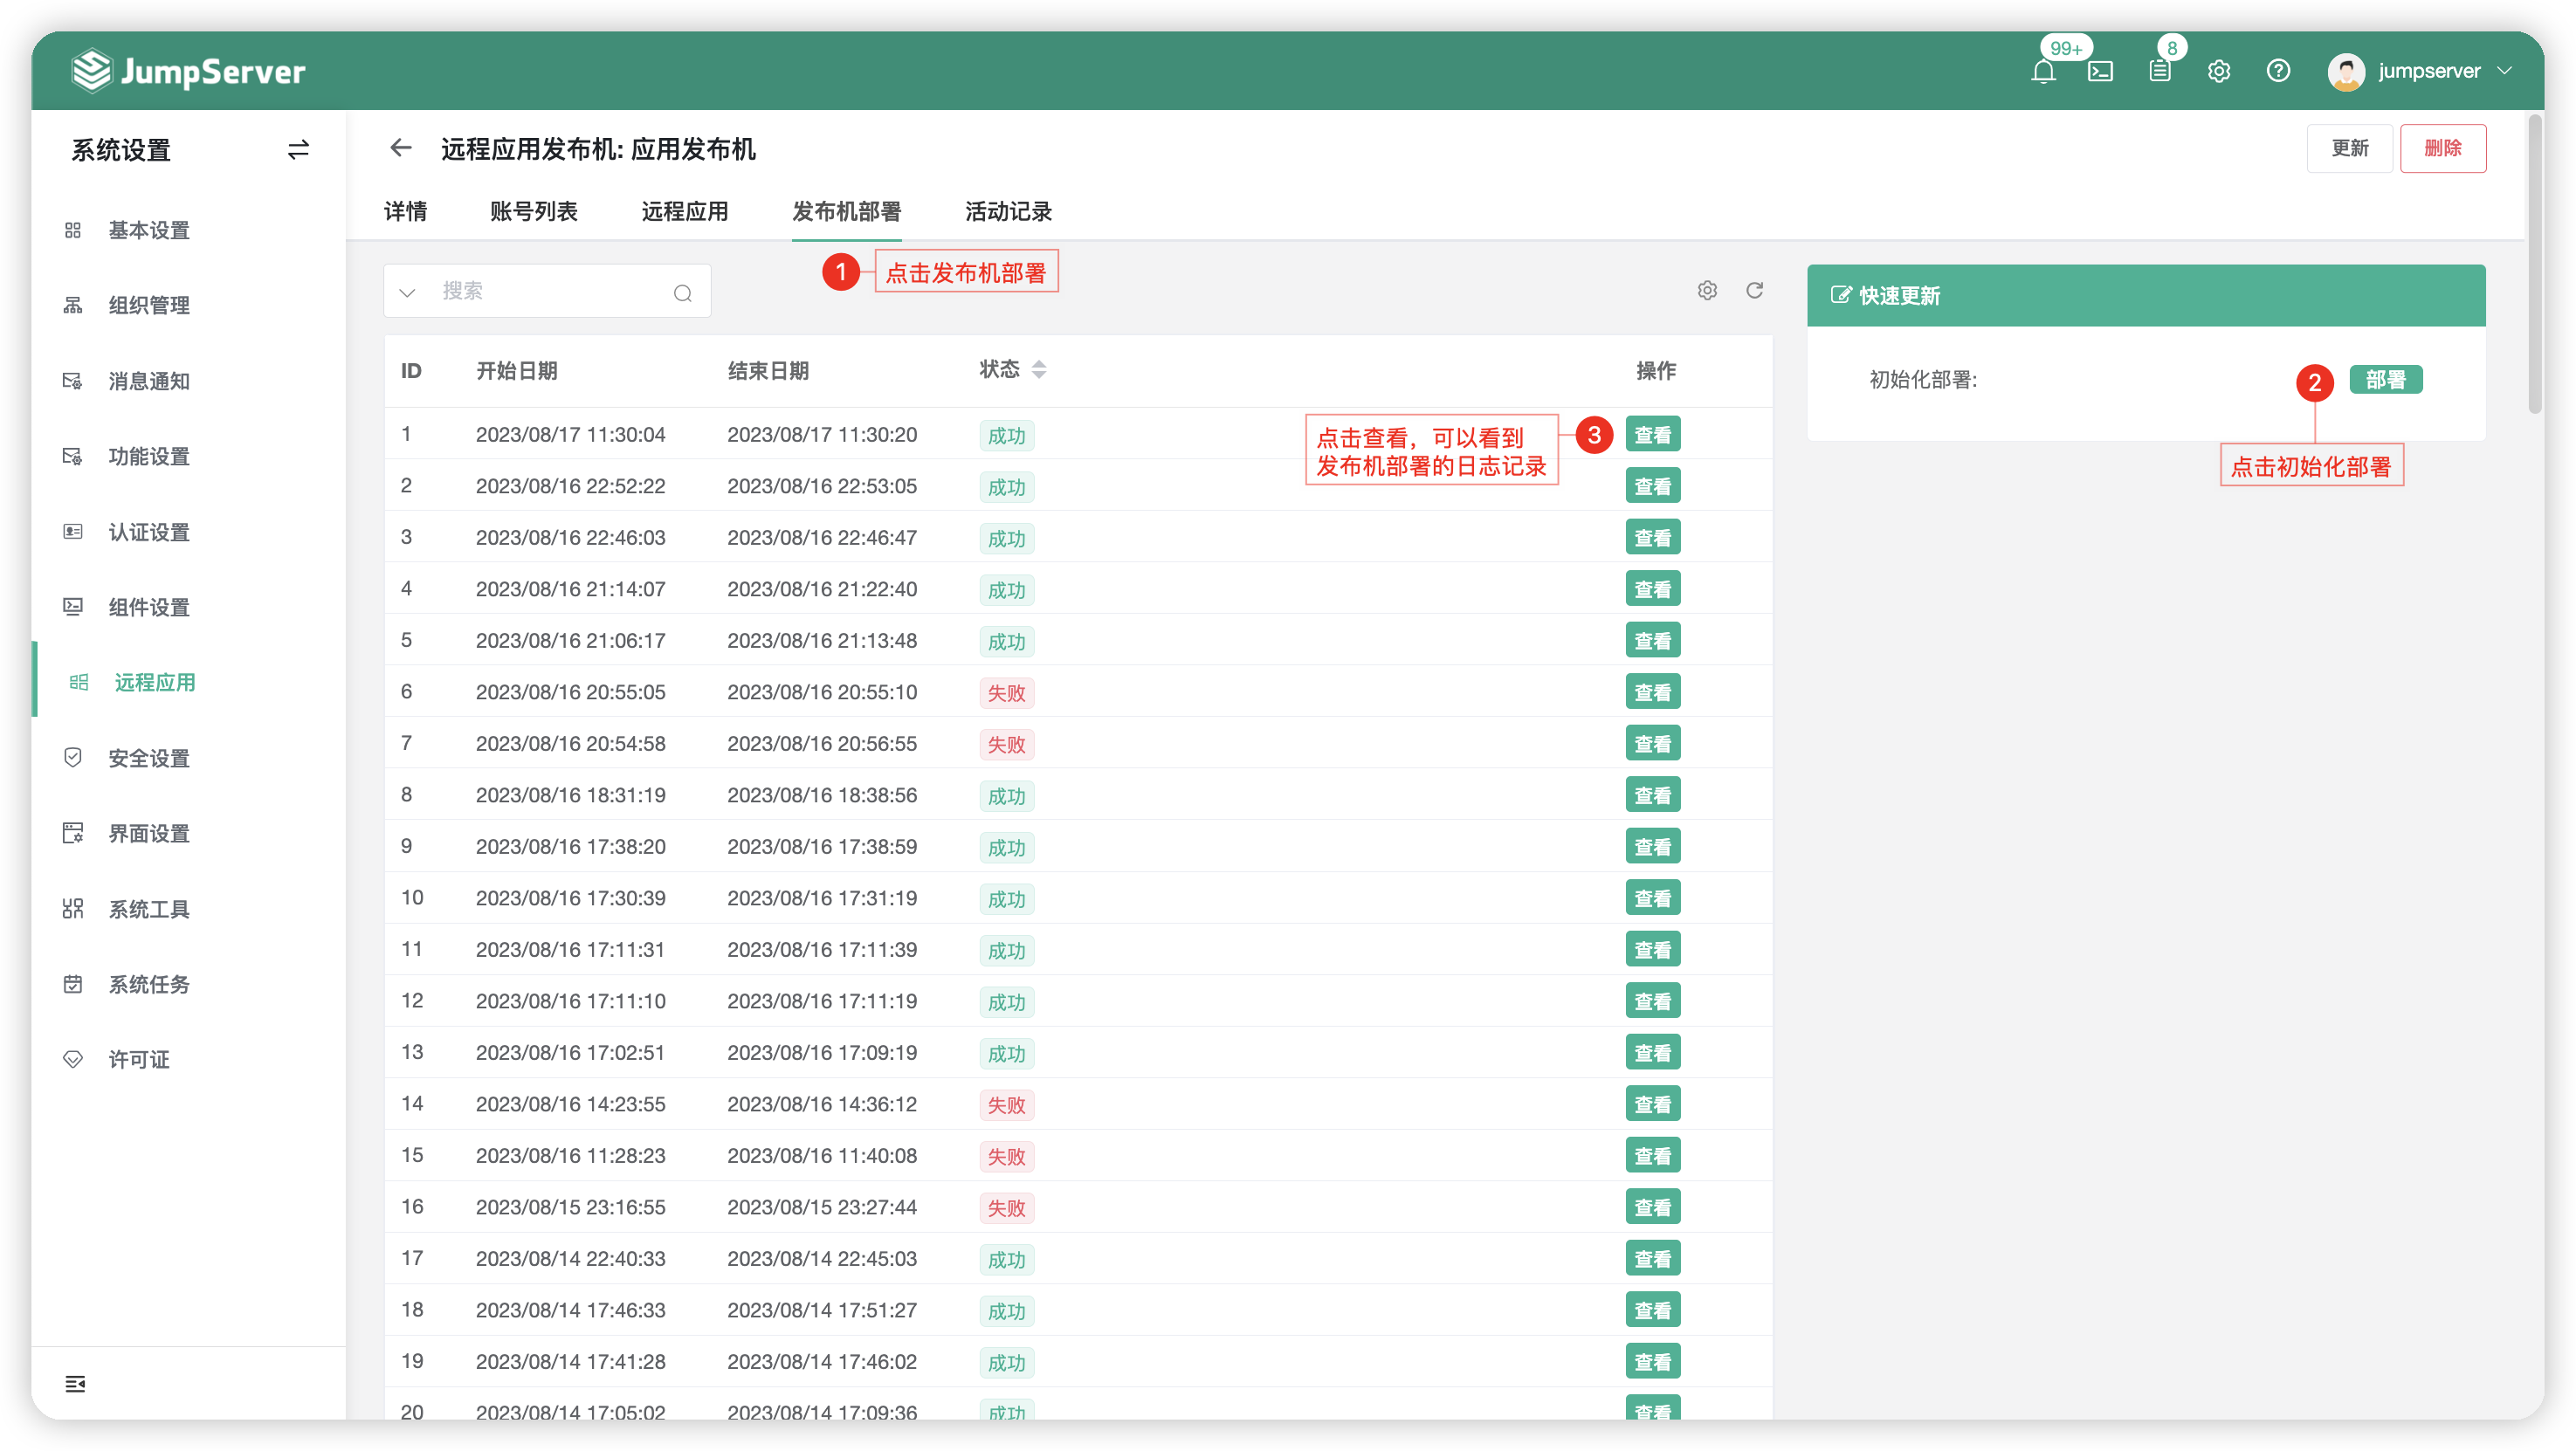 JumpServer
99+
8
jumpserver
系统设置
基本设置
组织管理
消息通知
功能设置
认证设置
组件设置
远程应用
安全设置
界面设置
系统工具
系统任务
许可证
远程应用发布机: 应用发布机
更新
删除
详情 账号列表 远程应用 发布机部署 活动记录
1 点击发布机部署
搜索
ID 开始日期 结束日期 状态 操作
1 2023/08/17 11:30:04 2023/08/17 11:30:20 成功 查看
2 2023/08/16 22:52:22 2023/08/16 22:53:05 成功 查看
3 2023/08/16 22:46:03 2023/08/16 22:46:47 成功 查看
4 2023/08/16 21:14:07 2023/08/16 21:22:40 成功 查看
5 2023/08/16 21:06:17 2023/08/16 21:13:48 成功 查看
6 2023/08/16 20:55:05 2023/08/16 20:55:10 失败 查看
7 2023/08/16 20:54:58 2023/08/16 20:56:55 失败 查看
8 2023/08/16 18:31:19 2023/08/16 18:38:56 成功 查看
9 2023/08/16 17:38:20 2023/08/16 17:38:59 成功 查看
10 2023/08/16 17:30:39 2023/08/16 17:31:19 成功 查看
11 2023/08/16 17:11:31 2023/08/16 17:11:39 成功 查看
12 2023/08/16 17:11:10 2023/08/16 17:11:19 成功 查看
13 2023/08/16 17:02:51 2023/08/16 17:09:19 成功 查看
14 2023/08/16 14:23:55 2023/08/16 14:36:12 失败 查看
15 2023/08/16 11:28:23 2023/08/16 11:40:08 失败 查看
16 2023/08/15 23:16:55 2023/08/15 23:27:44 失败 查看
17 2023/08/14 22:40:33 2023/08/14 22:45:03 成功 查看
18 2023/08/14 17:46:33 2023/08/14 17:51:27 成功 查看
19 2023/08/14 17:41:28 2023/08/14 17:46:02 成功 查看
20 2023/08/14 17:05:02 2023/08/14 17:09:36 成功 查看
点击查看，可以看到
发布机部署的日志记录
3
快速更新
初始化部署:
2
部署
点击初始化部署